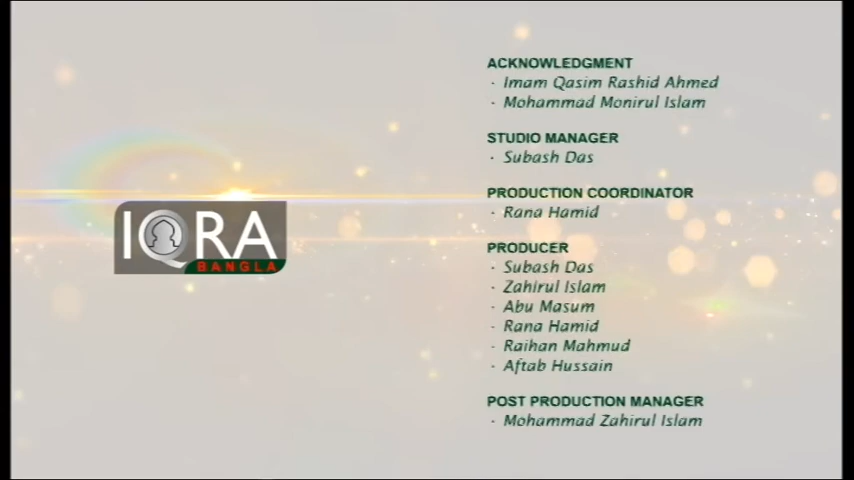 IQRA
BANGLA
ACKNOWLEDGMENT
- Imam Qasim Rashid Ahmed
- Mohammad Monirul Islam
STUDIO MANAGER
- Subash Das
PRODUCTION COORDINATOR
- Rana Hamid
PRODUCER
- Subash Das
- Zahirul Islam
- Abu Masum
- Rana Hamid
- Raihan Mahmud
- Aftab Hussain
POST PRODUCTION MANAGER
- Mohammad Zahirul Islam